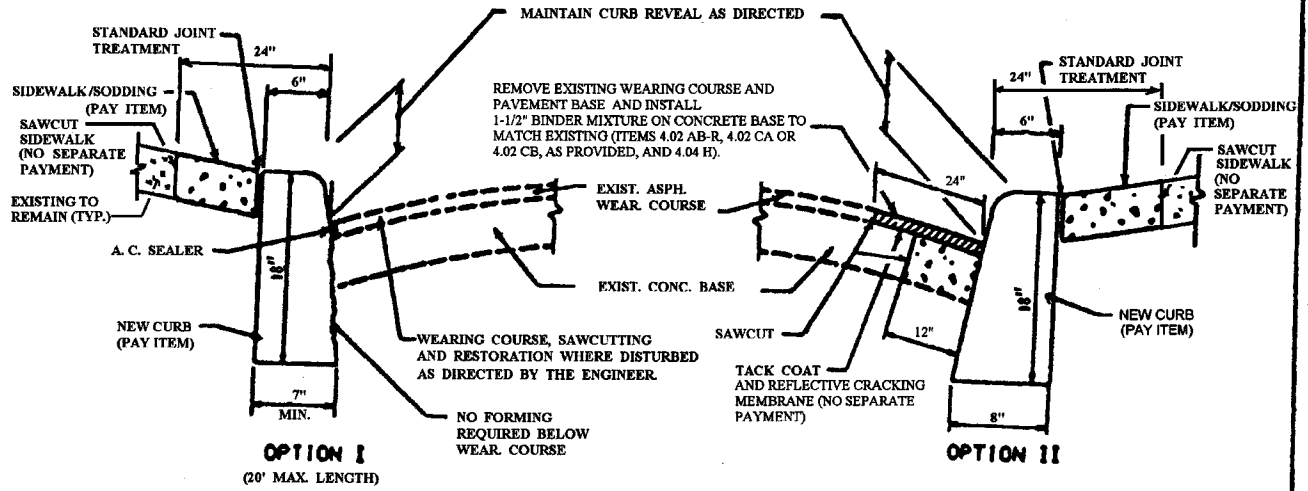 MAINTAIN CURB REVEAL AS DIRECTED
STANDARD JOINT
TREATMENT
24"
6"
SIDEWALK/SODDING
(PAY ITEM)
SAWCUT
SIDEWALK
(NO SEPARATE
PAYMENT)
EXISTING TO
REMAIN (TYP.)
A. C. SEALER
18"
NEW CURB
(PAY ITEM)
7"
MIN.
OPTION I
(20' MAX. LENGTH)
REMOVE EXISTING WEARING COURSE AND
PAVEMENT BASE AND INSTALL
1-1/2" BINDER MIXTURE ON CONCRETE BASE TO
MATCH EXISTING (ITEMS 4.02 AB-R, 4.02 CA OR
4.02 CB, AS PROVIDED, AND 4.04 H).
EXIST. ASPH.
WEAR. COURSE
EXIST. CONC. BASE
WEARING COURSE, SAWCUTTING
AND RESTORATION WHERE DISTURBED
AS DIRECTED BY THE ENGINEER.
NO FORMING
REQUIRED BELOW
WEAR. COURSE
STANDARD JOINT
TREATMENT
24"
6"
SIDEWALK/SODDING
(PAY ITEM)
SAWCUT
SIDEWALK
(NO
SEPARATE
PAYMENT)
24"
18"
NEW CURB
(PAY ITEM)
SAWCUT
12"
TACK COAT
AND REFLECTIVE CRACKING
MEMBRANE (NO SEPARATE
PAYMENT)
8"
OPTION II